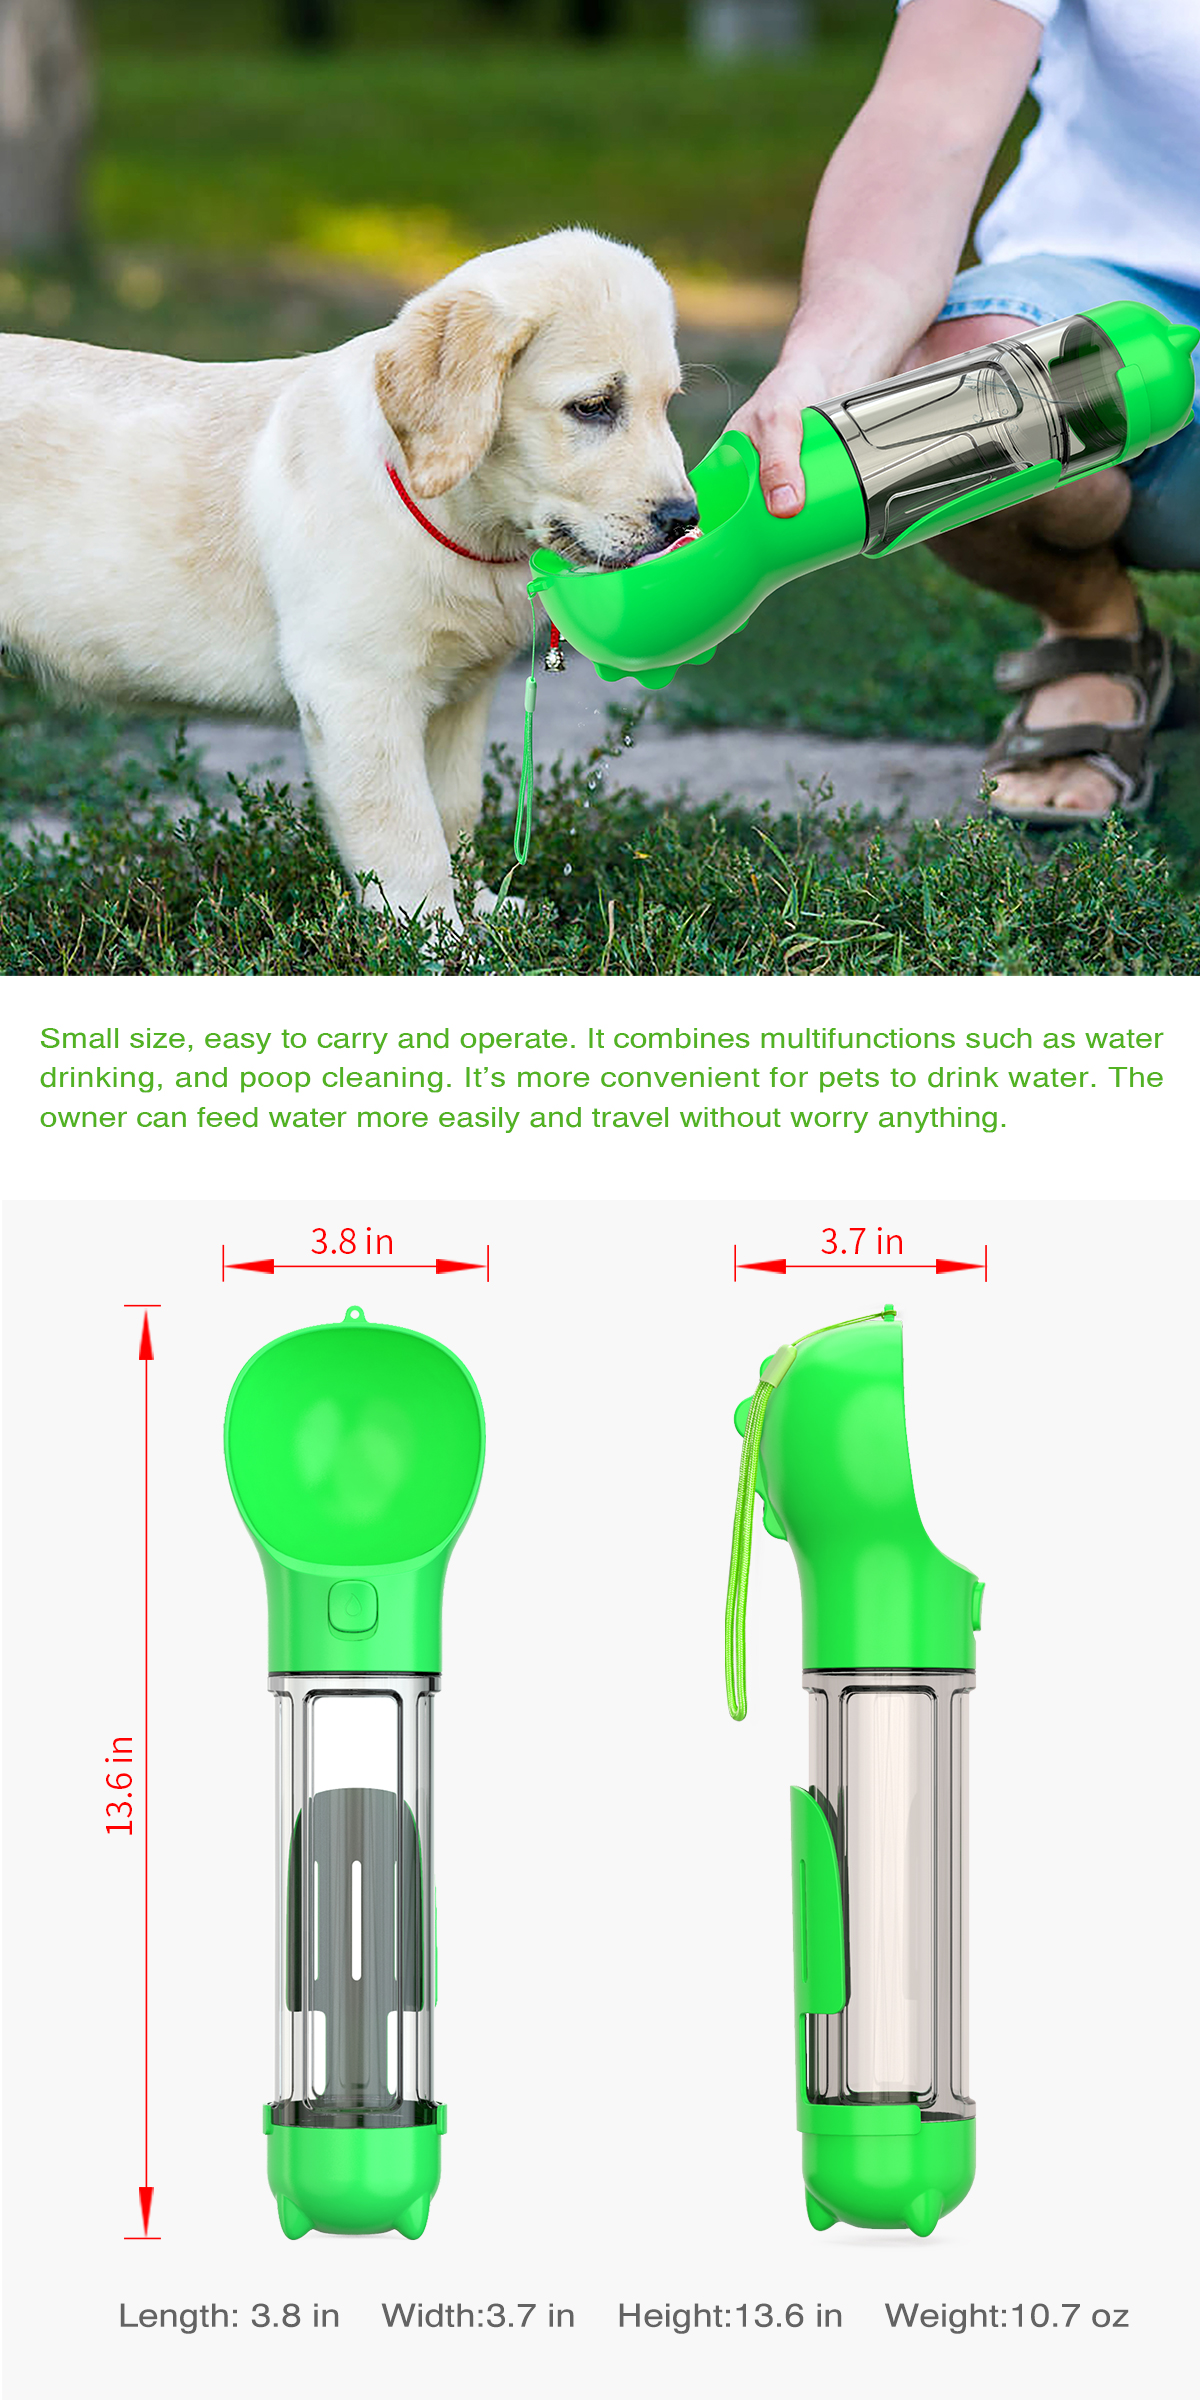 Small size, easy to carry and operate. It combines multifunctions such as water
drinking, and poop cleaning. It’s more convenient for pets to drink water. The
owner can feed water more easily and travel without worry anything.
3.8 in
3.7 in
13.6 in
Length: 3.8 in Width:3.7 in Height:13.6 in Weight:10.7 oz